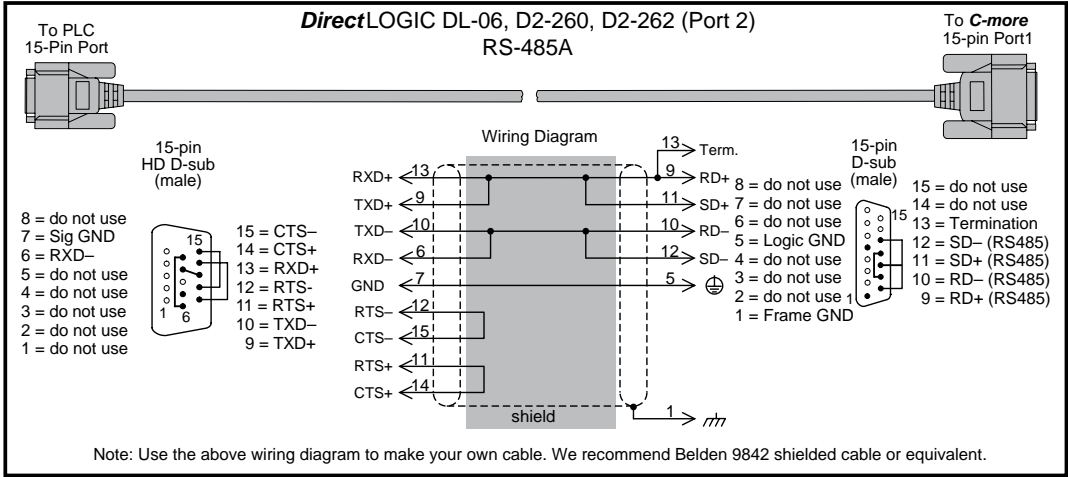 DirectLOGIC DL-06, D2-260, D2-262 (Port 2)
RS-485A
To PLC
15-Pin Port
To C-more
15-pin Port1
15-pin
HD D-sub
(male)
8 = do not use
7 = Sig GND
6 = RXD–
5 = do not use
4 = do not use
3 = do not use
2 = do not use
1 = do not use
15
1
6
15 = CTS–
14 = CTS+
13 = RXD+
12 = RTS-
11 = RTS+
10 = TXD–
9 = TXD+
Wiring Diagram
RXD+ 13
TXD+ 9
TXD– 10
RXD– 6
GND 7
RTS– 12
CTS– 15
RTS+ 11
CTS+ 14
13 Term.
9 RD+
11 SD+
10 RD–
12 SD–
5
1
shield
8 = do not use
7 = do not use
6 = do not use
5 = Logic GND
4 = do not use
3 = do not use
2 = do not use
1 = Frame GND
15-pin
D-sub
(male)
15
1
15 = do not use
14 = do not use
13 = Termination
12 = SD– (RS485)
11 = SD+ (RS485)
10 = RD– (RS485)
9 = RD+ (RS485)
Note: Use the above wiring diagram to make your own cable. We recommend Belden 9842 shielded cable or equivalent.